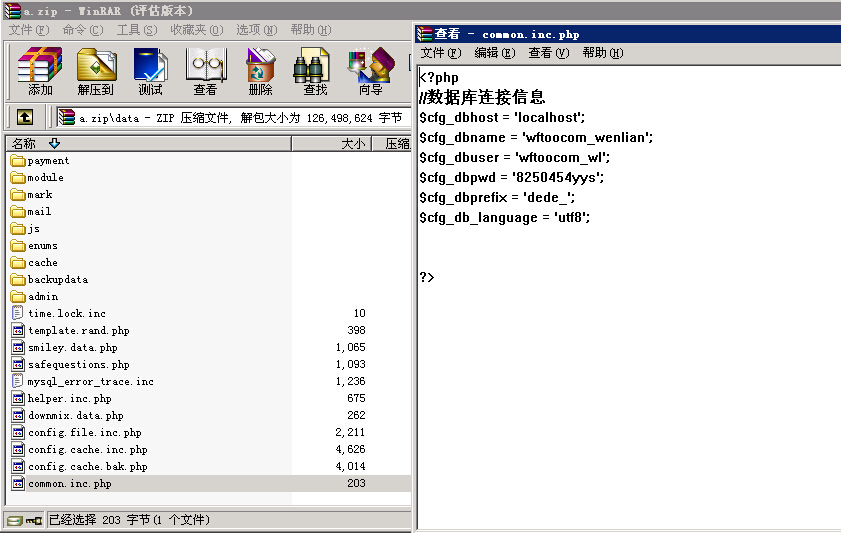 a.zip - WinRAR (评估版本)
文件(F) 命令(C) 工具(S) 收藏夹(O) 选项(N) 帮助(H)
添加 解压到 测试 查看 删除 查找 向导
a.zip\data - ZIP 压缩文件, 解包大小为 126,498,624 字节
名称 大小 压缩
payment
module
mark
mail
js
enums
cache
backupdata
admin
time.lock.inc 10
template.rand.php 398
smiley.data.php 1,065
safequestions.php 1,093
mysql_error_trace.inc 1,236
helper.inc.php 675
downmix.data.php 262
config.file.inc.php 2,211
config.cache.inc.php 4,626
config.cache.bak.php 4,014
common.inc.php 203
已经选择 203 字节(1 个文件)
查看 - common.inc.php
文件(F) 编辑(E) 查看(V) 帮助(H)
<?php
//数据库连接信息
$cfg_dbhost = 'localhost';
$cfg_dbname = 'wftoocom_wenlian';
$cfg_dbuser = 'wftoocom_wl';
$cfg_dbpwd = '8250454yys';
$cfg_dbprefix = 'dede_';
$cfg_db_language = 'utf8';
?>